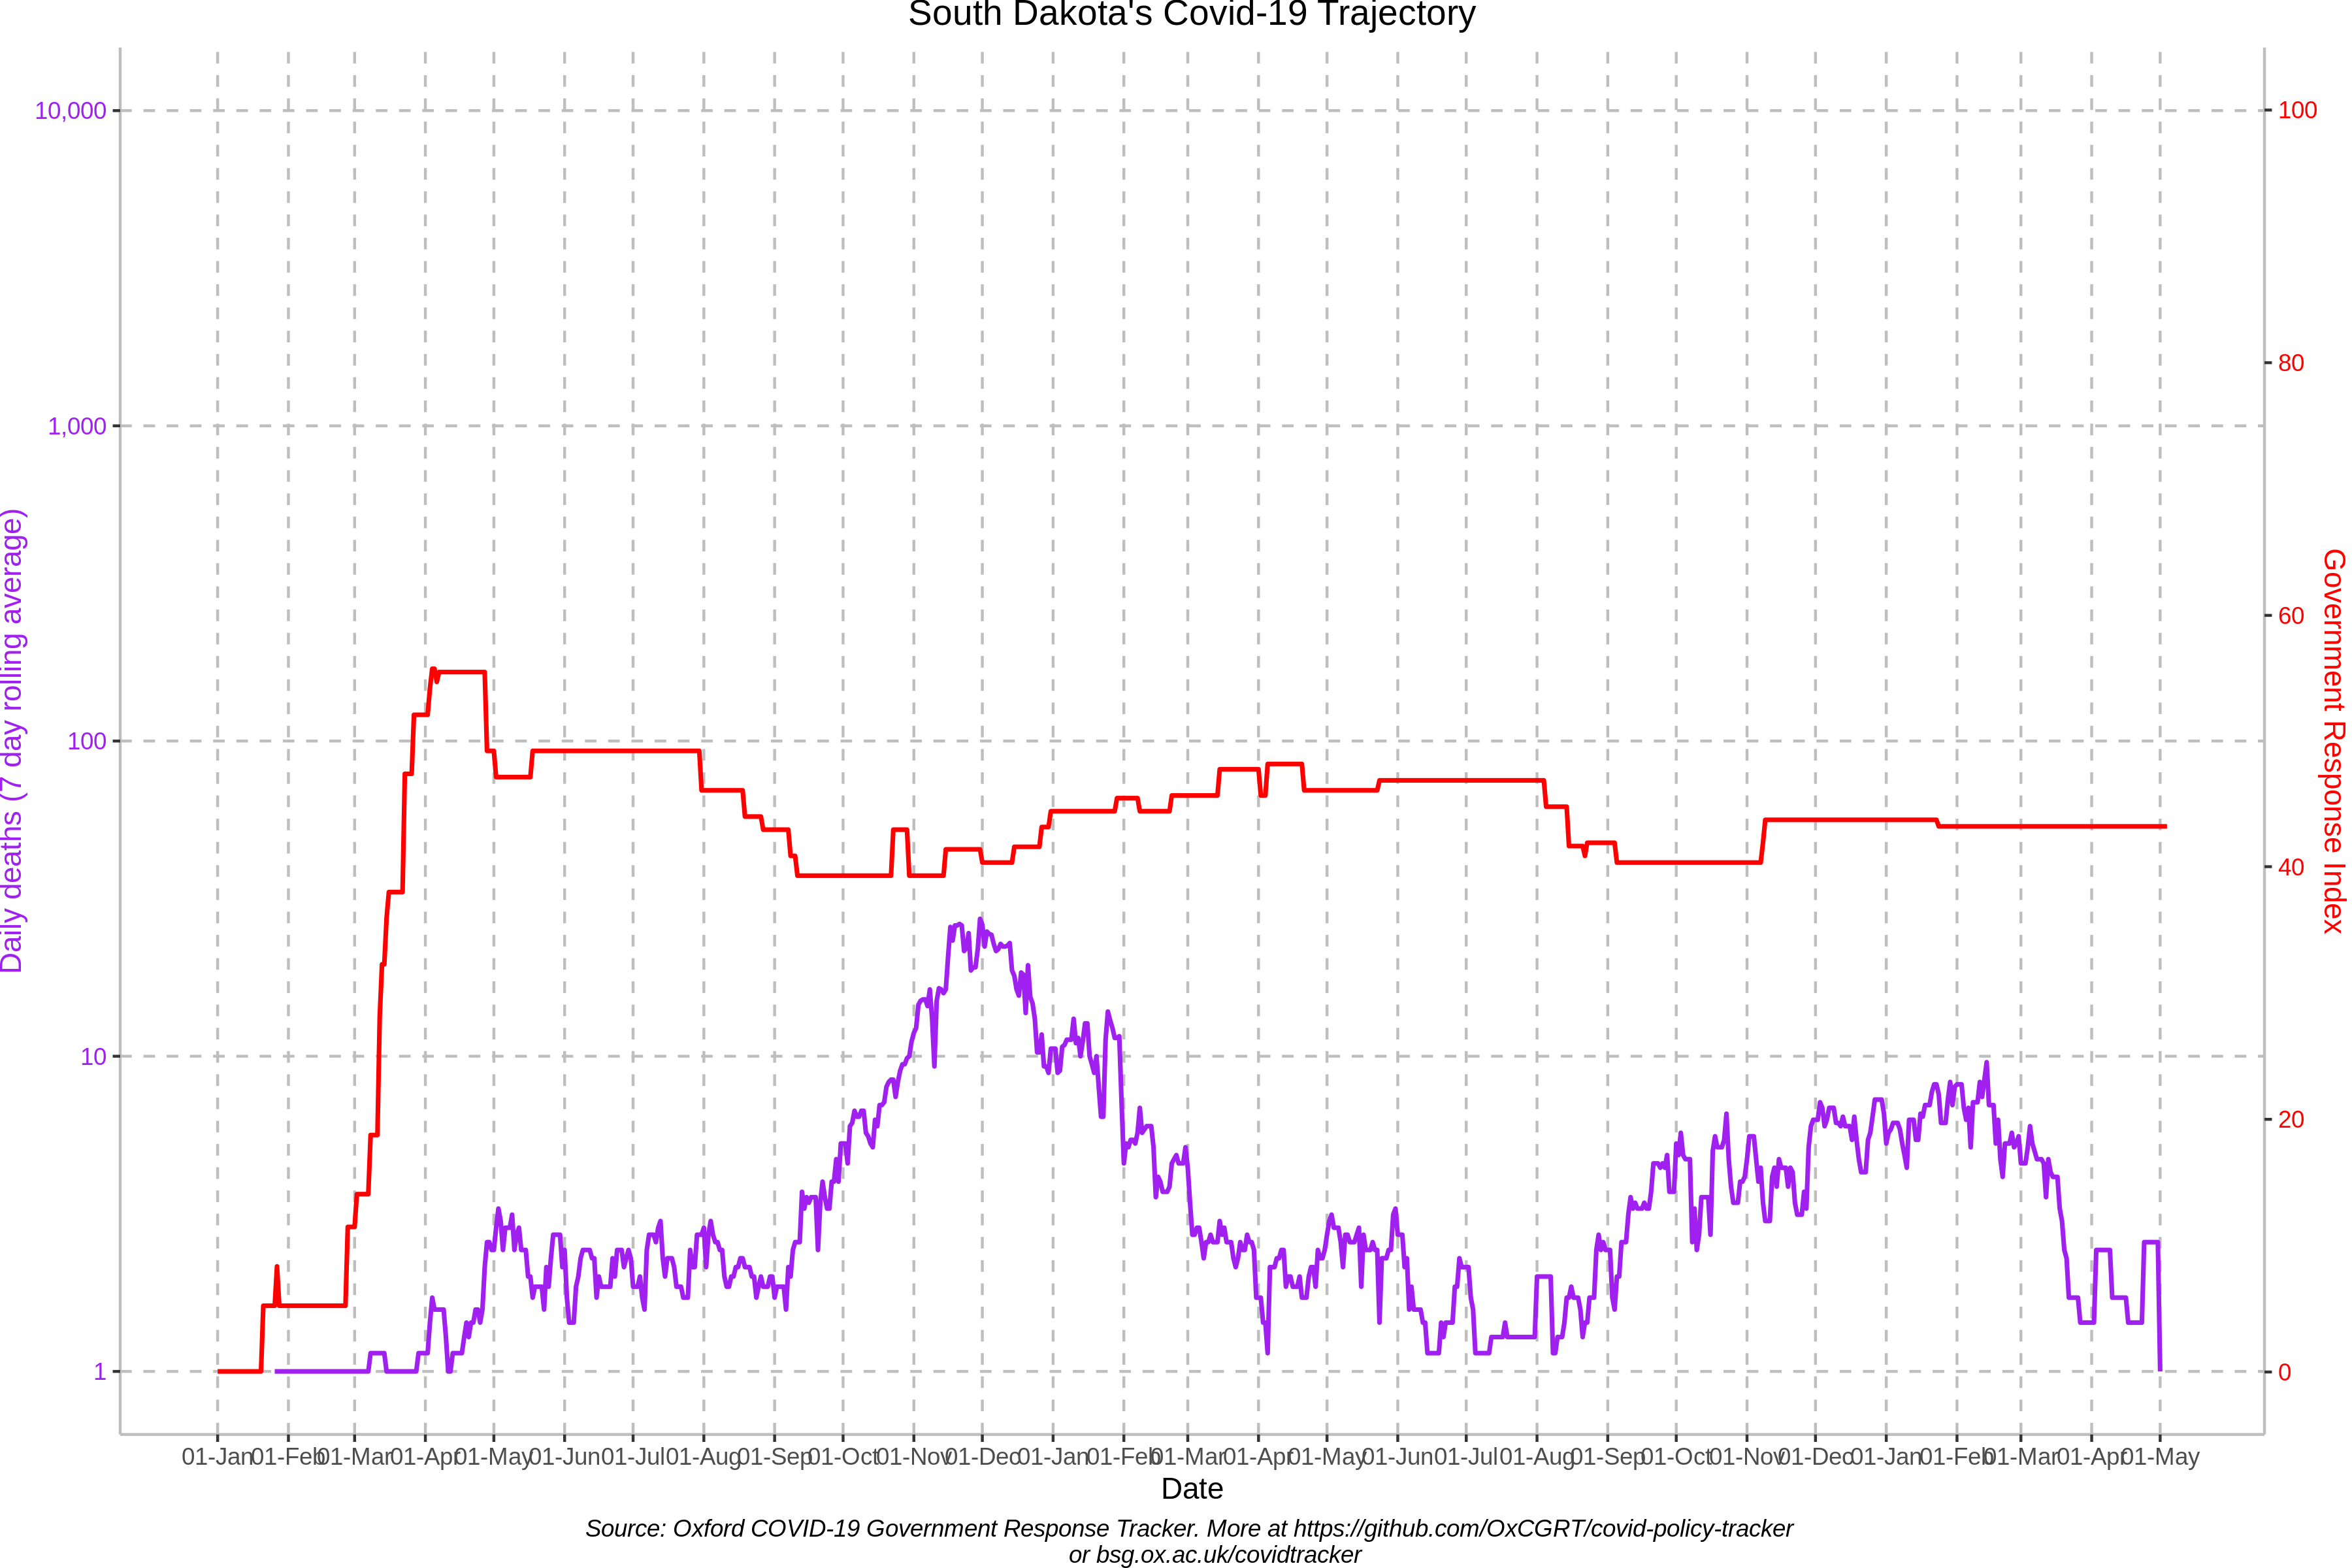 South Dakota's Covid-19 Trajectory
10,000
1,000
100
10
1
Daily deaths (7 day rolling average)
100
80
60
40
20
0
Government Response Index
01-Jan 01-Feb 01-Mar 01-Apr 01-May 01-Jun 01-Jul 01-Aug 01-Sep 01-Oct 01-Nov 01-Dec 01-Jan 01-Feb 01-Mar 01-Apr 01-May 01-Jun 01-Jul 01-Aug 01-Sep 01-Oct 01-Nov 01-Dec 01-Jan 01-Feb 01-Mar 01-Apr 01-May
Date
Source: Oxford COVID-19 Government Response Tracker. More at https://github.com/OxCGRT/covid-policy-tracker
or bsg.ox.ac.uk/covidtracker